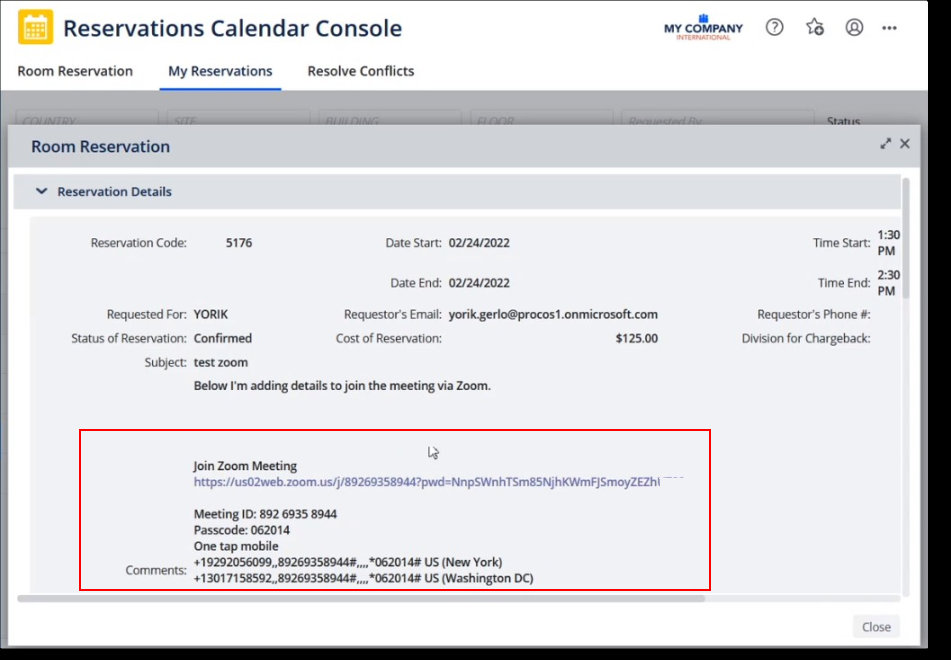 Reservations Calendar Console
MY COMPANY
INTERNATIONAL
Room Reservation My Reservations Resolve Conflicts
COUNTRY SITE BUILDING FLOOR Requested By Status
Room Reservation
Reservation Details
Reservation Code: 5176 Date Start: 02/24/2022 Time Start: 1:30 PM
Date End: 02/24/2022 Time End: 2:30 PM
Requested For: YORIK Requestor's Email: yorik.gerlo@procos1.onmicrosoft.com Requestor's Phone #:
Status of Reservation: Confirmed Cost of Reservation: $125.00 Division for Chargeback:
Subject: test zoom
Below I'm adding details to join the meeting via Zoom.
Join Zoom Meeting
https://us02web.zoom.us/j/89269358944?pwd=NnpSWnhTSm85NjhKWmFJSmoyZEZh
Meeting ID: 892 6935 8944
Passcode: 062014
One tap mobile
+19292056099,,89269358944#,,,,*062014# US (New York)
Comments: +13017158592,,89269358944#,,,,*062014# US (Washington DC)
Close